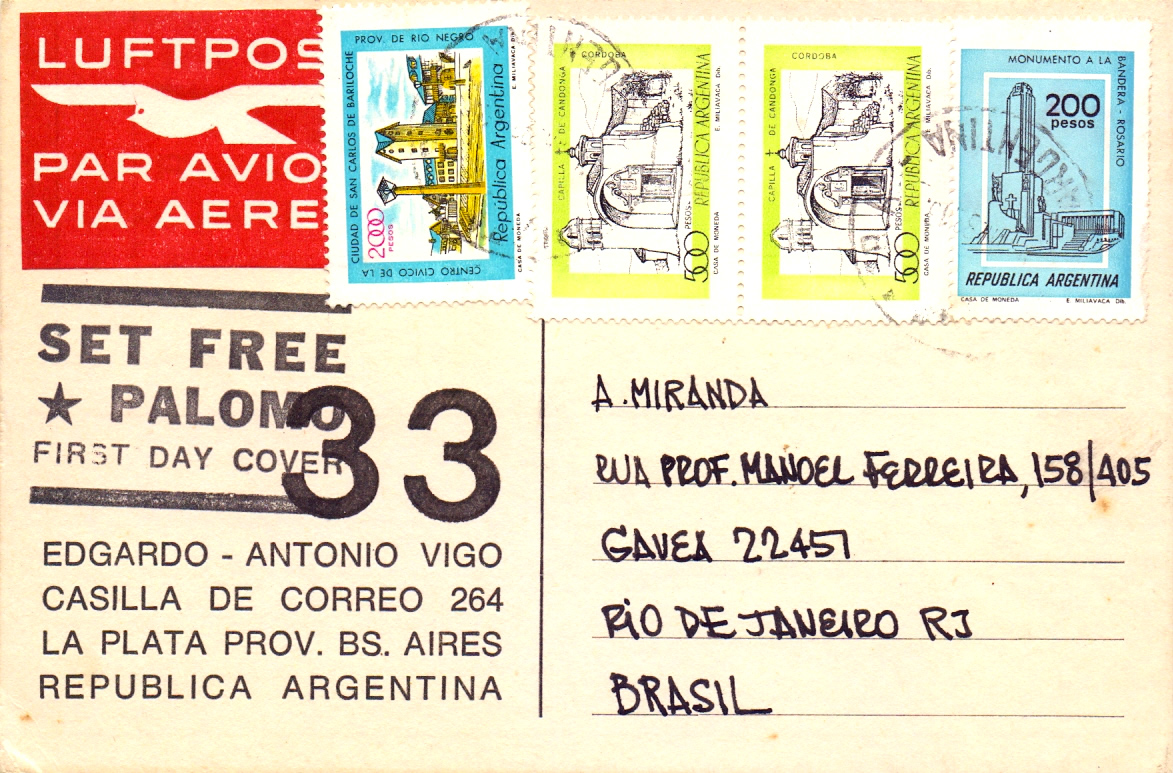 LUFTPOS
PAR AVIO
VIA AERE
PROV. DE RIO NEGRO
CIUDAD DE SAN CARLOS DE BARILOCHE
CENTRO CIVICO DE LA
2000
PESOS
República Argentina
E. MILIAVACA DIB.
CASA DE MONEDA
CORDOBA
CAPILLA DE CANDONGA
REPUBLICA ARGENTINA
500
PESOS
E. MILIAVACA Dib.
CASA DE MONEDA
CORDOBA
CAPILLA DE CANDONGA
REPUBLICA ARGENTINA
500
PESOS
E. MILIAVACA Dib.
CASA DE MONEDA
MONUMENTO A LA
BANDERA - ROSARIO
200
pesos
REPUBLICA ARGENTINA
CASA DE MONEDA E. MILIAVACA Dib.
SET FREE
★ PALOMO
FIRST DAY COVER
33
EDGARDO - ANTONIO VIGO
CASILLA DE CORREO 264
LA PLATA PROV. BS. AIRES
REPUBLICA ARGENTINA
A. MIRANDA
RUA PROF. MANOEL FERREIRA, 158/405
GAVEA 22451
RIO DE JANEIRO RJ
BRASIL